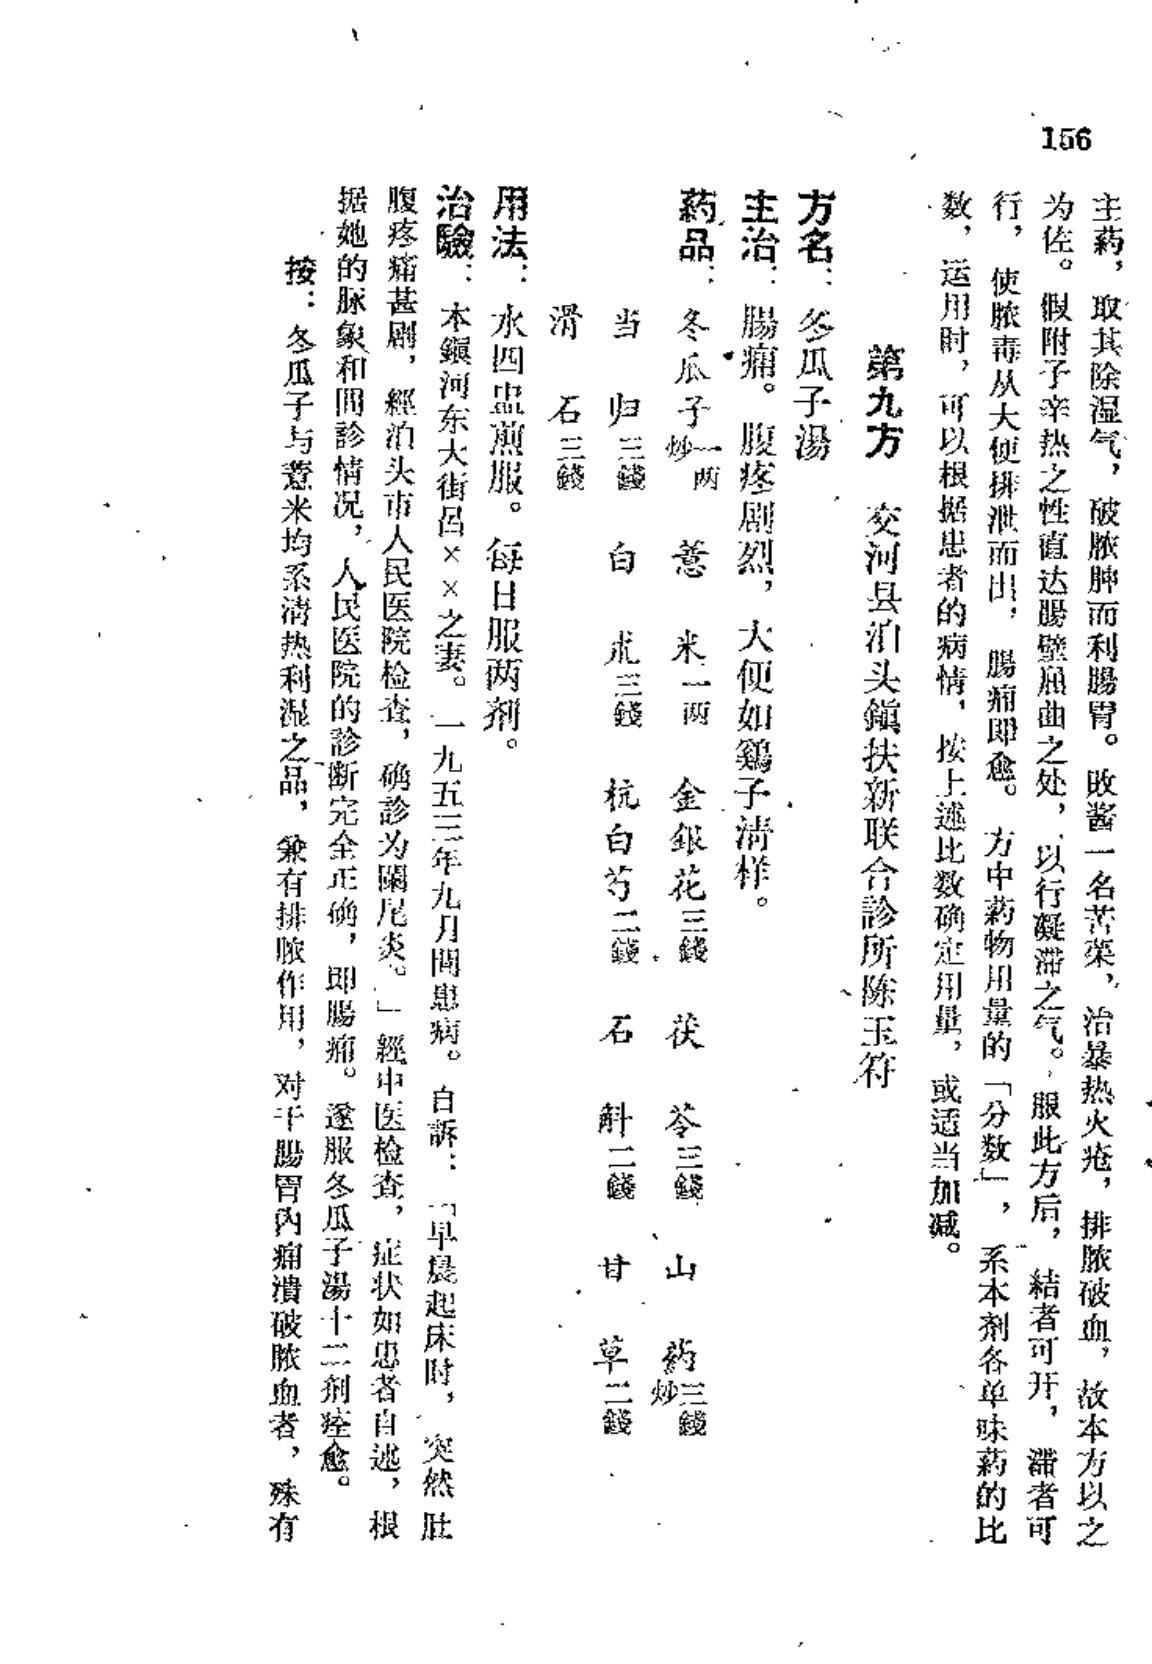 156
主药，取其除湿气，破脓肿而利腸胃。敗酱一名苦菜，治暴热火疮，排脓破血，故本方以之
为佐。假附子辛热之性直达腸壁屈曲之处，以行凝滞之气。服此方后，結者可开，滞者可
行，使脓毒从大便排泄而出，腸痈即愈。方中药物用量的「分数」，系本剂各单味药的比
数，运用时，可以根据患者的病情，按上述比数确定用量，或适当加减。
第九方　交河县泊头鎭扶新联合診所陈玉符
方名：冬瓜子湯
主治：腸痈。腹疼剧烈，大便如鷄子清样。
药品：冬瓜子炒一两　薏米一两　金銀花三錢　茯苓三錢　山药炒三錢
当归三錢　白朮三錢　杭白芍二錢　石斛二錢　甘草二錢
滑石三錢
用法：水四盅煎服。每日服两剂。
治驗：本鎭河东大街呂××之妻。一九五三年九月間患病。自訴：「早晨起床时，突然肚
腹疼痛甚剧，經泊头市人民医院检查，确診为闌尾炎。」經中医检查，症状如患者自述，根
据她的脉象和問診情况，人民医院的診断完全正确，即腸痈。遂服冬瓜子湯十二剂痊愈。
按：冬瓜子与薏米均系清热利湿之品，兼有排脓作用，对于腸胃內痈潰破脓血者，殊有